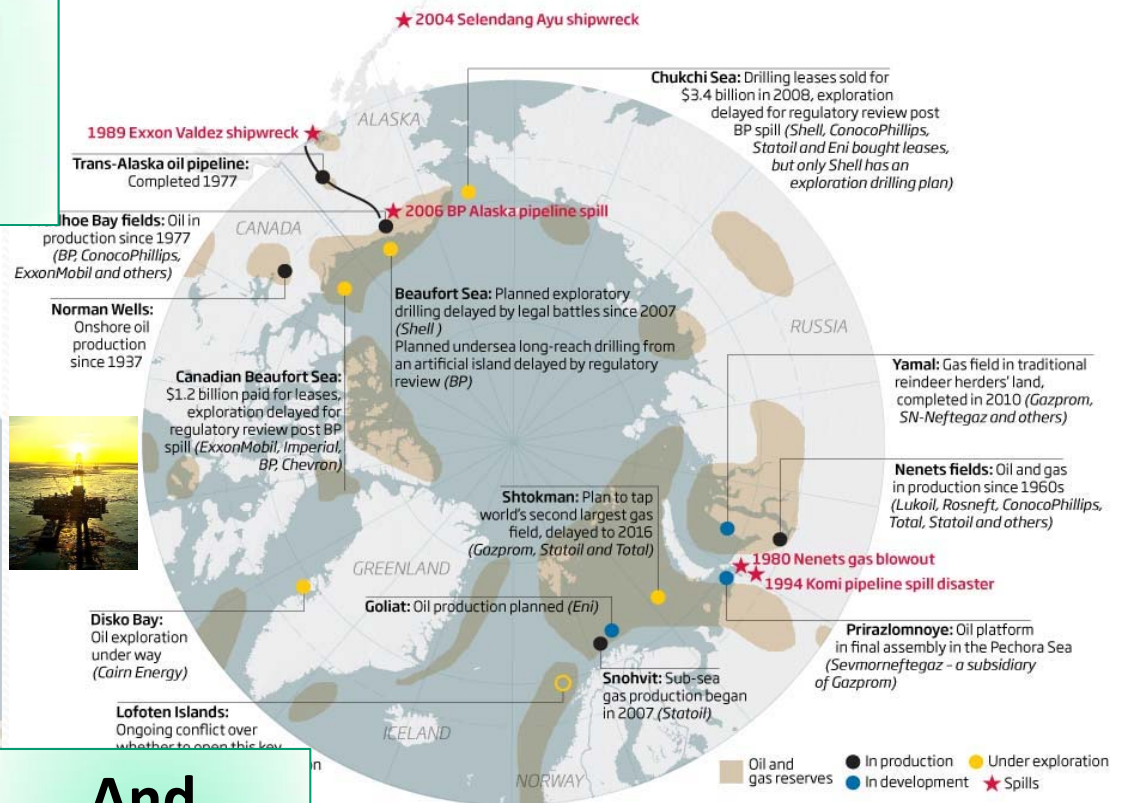 2004 Selendang Ayu shipwreck
Chukchi Sea: Drilling leases sold for
$3.4 billion in 2008, exploration
delayed for regulatory review post
BP spill (Shell, ConocoPhillips,
Statoil and Eni bought leases,
but only Shell has an
exploration drilling plan)
ALASKA
1989 Exxon Valdez shipwreck
Trans-Alaska oil pipeline:
Completed 1977
2006 BP Alaska pipeline spill
hoe Bay fields: Oil in
production since 1977
(BP, ConocoPhillips,
ExxonMobil and others)
CANADA
Norman Wells:
Onshore oil
production
since 1937
Beaufort Sea: Planned exploratory
drilling delayed by legal battles since 2007
(Shell )
Planned undersea long-reach drilling from
an artificial island delayed by regulatory
review (BP)
RUSSIA
Canadian Beaufort Sea:
$1.2 billion paid for leases,
exploration delayed for
regulatory review post BP
spill (ExxonMobil, Imperial,
BP, Chevron)
Yamal: Gas field in traditional
reindeer herders' land,
completed in 2010 (Gazprom,
SN-Neftegaz and others)
Nenets fields: Oil and gas
in production since 1960s
(Lukoil, Rosneft, ConocoPhillips,
Total, Statoil and others)
Shtokman: Plan to tap
world's second largest gas
field, delayed to 2016
(Gazprom, Statoil and Total)
1980 Nenets gas blowout
1994 Komi pipeline spill disaster
GREENLAND
Goliat: Oil production planned (Eni)
Disko Bay:
Oil exploration
under way
(Cairn Energy)
Prirazlomnoye: Oil platform
in final assembly in the Pechora Sea
(Sevmorneftegaz – a subsidiary
of Gazprom)
Snohvit: Sub-sea
gas production began
in 2007 (Statoil)
Lofoten Islands:
Ongoing conflict over
whether to open this key
on
ICELAND
NORWAY
Oil and
gas reserves
In production
Under exploration
In development
Spills
And